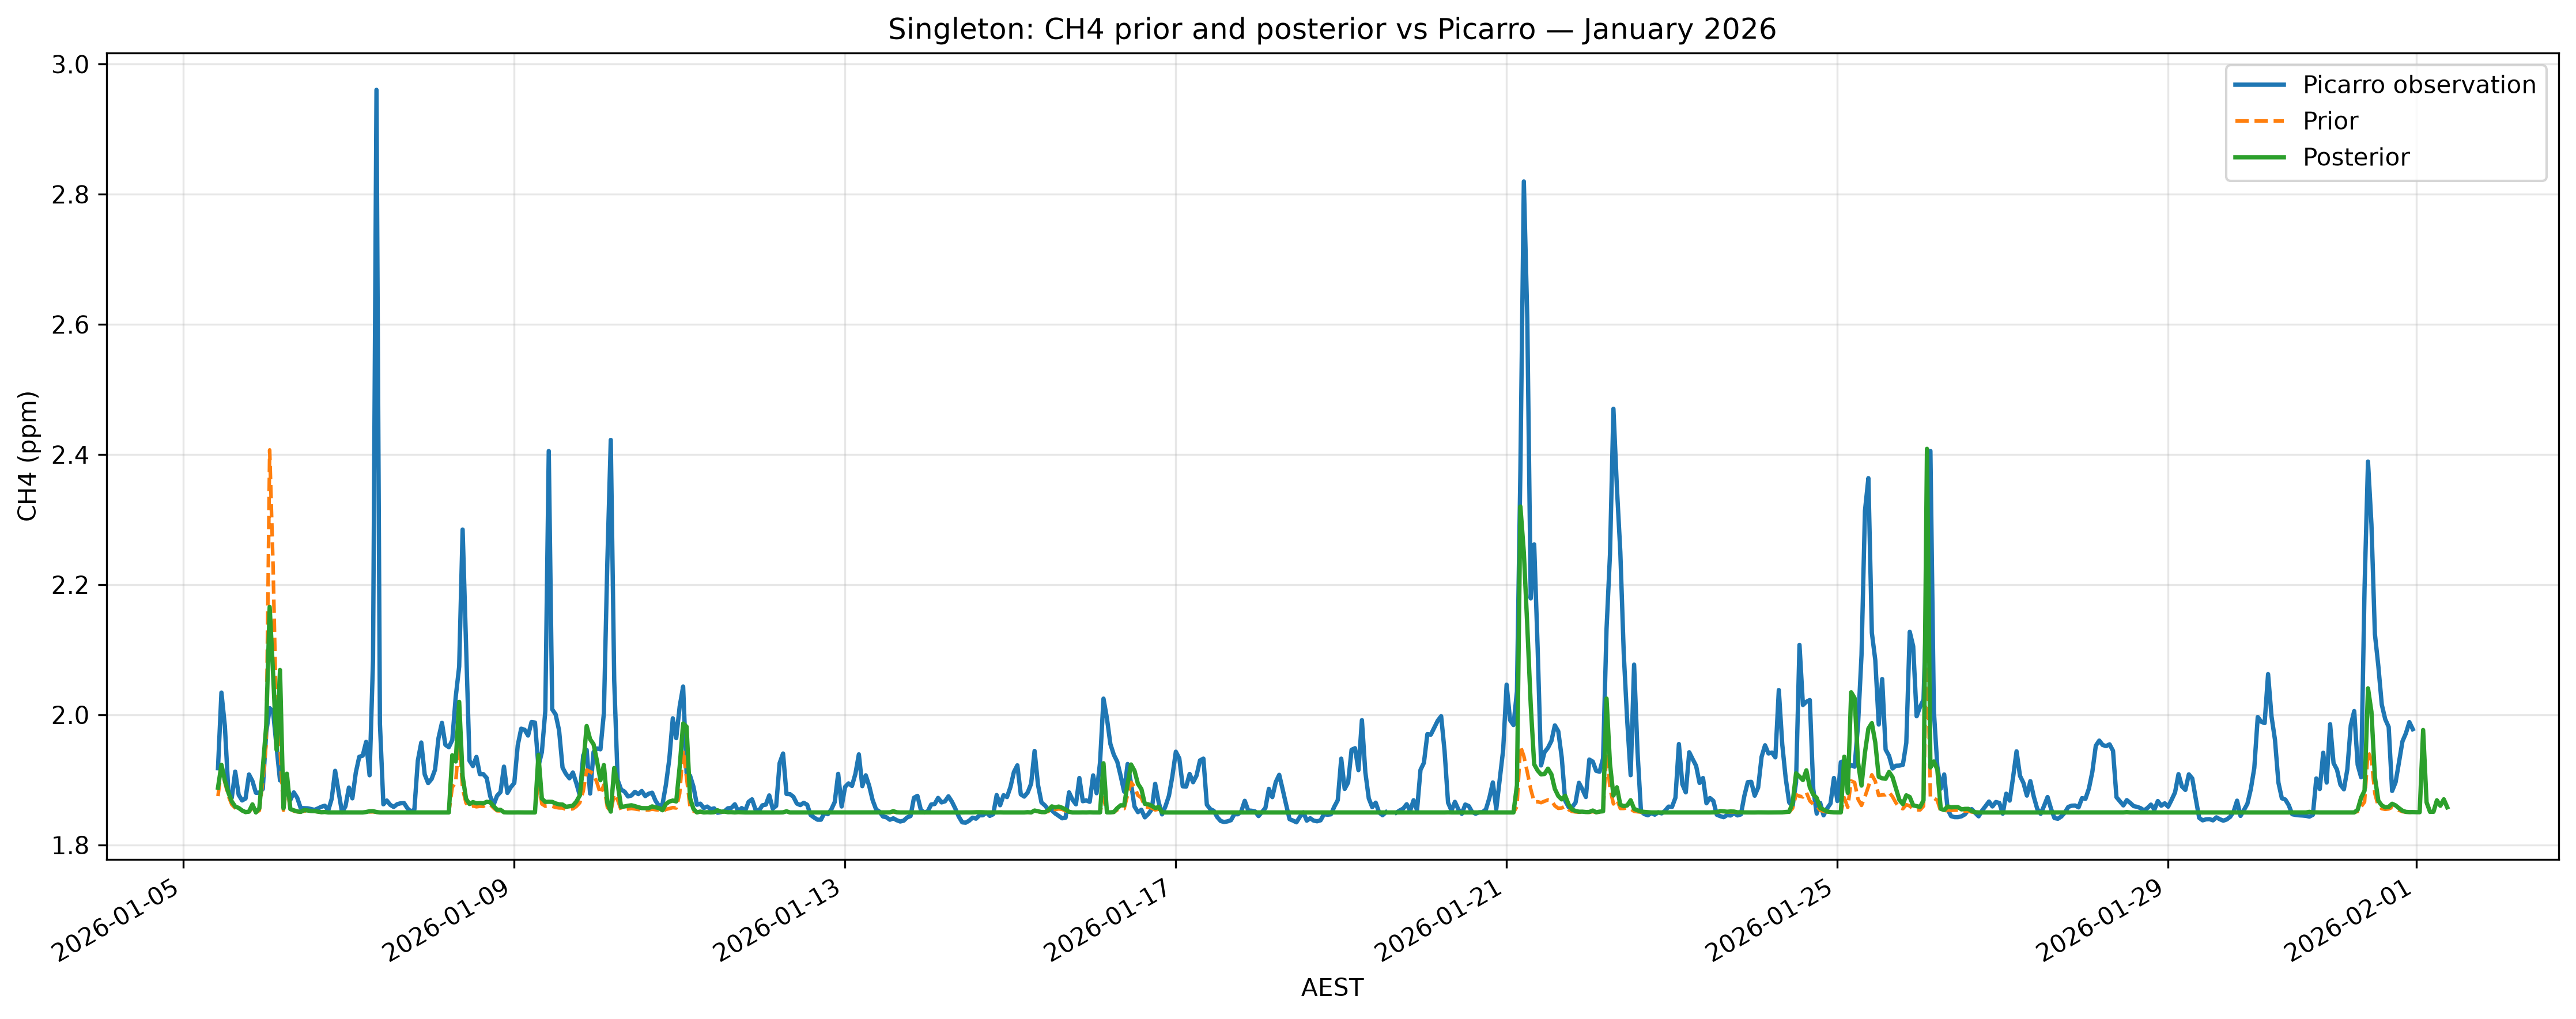 Singleton: CH4 prior and posterior vs Picarro — January 2026
Picarro observation
Prior
Posterior
CH4 (ppm)
3.0
2.8
2.6
2.4
2.2
2.0
1.8
2026-01-05
2026-01-09
2026-01-13
2026-01-17
2026-01-21
2026-01-25
2026-01-29
2026-02-01
AEST